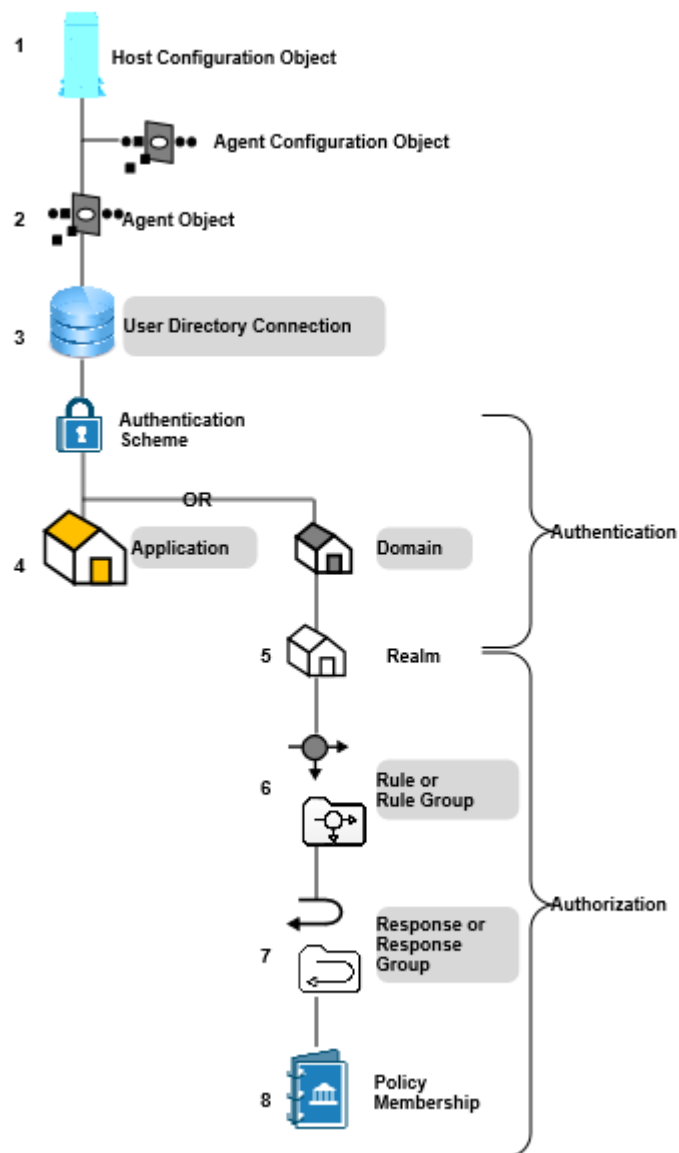 1
Host Configuration Object
Agent Configuration Object
2
Agent Object
3
User Directory Connection
Authentication
Scheme
OR
4
Application
Domain
Authentication
5
Realm
6
Rule or
Rule Group
7
Response or
Response
Group
Authorization
8
Policy
Membership